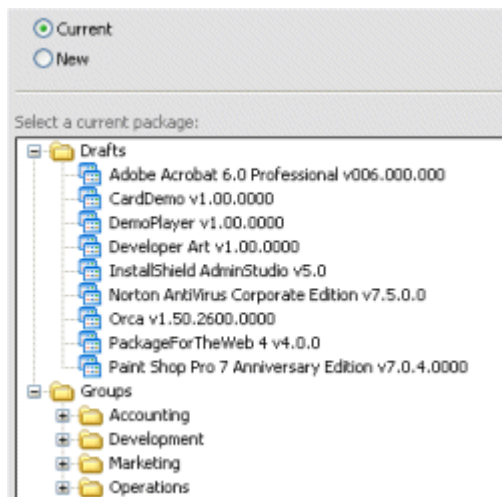 Current
New
Select a current package:
Drafts
Adobe Acrobat 6.0 Professional v006.000.000
CardDemo v1.00.0000
DemoPlayer v1.00.0000
Developer Art v1.00.0000
InstallShield AdminStudio v5.0
Norton AntiVirus Corporate Edition v7.5.0.0
Orca v1.50.2600.0000
PackageForTheWeb 4 v4.0.0
Paint Shop Pro 7 Anniversary Edition v7.0.4.0000
Groups
Accounting
Development
Marketing
Operations